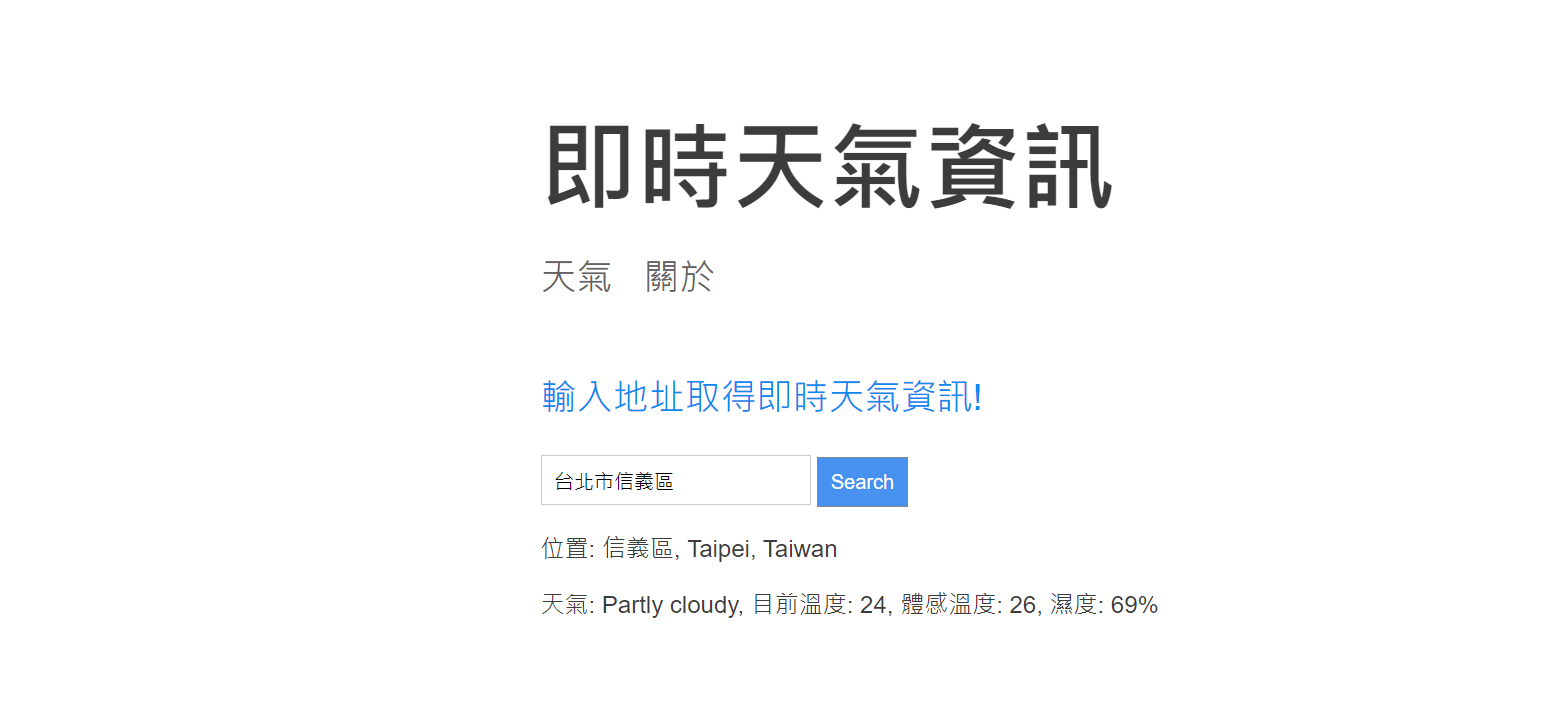 即時天氣資訊
天氣 關於
輸入地址取得即時天氣資訊!
台北市信義區 Search
位置: 信義區, Taipei, Taiwan
天氣: Partly cloudy, 目前溫度: 24, 體感溫度: 26, 濕度: 69%